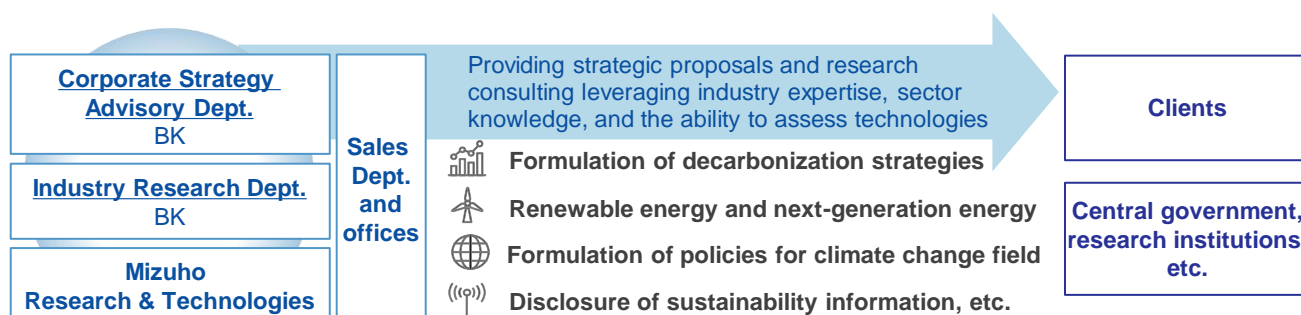 Corporate Strategy
Advisory Dept.
BK
Industry Research Dept.
BK
Mizuho
Research & Technologies
Sales
Dept.
and
offices
Providing strategic proposals and research
consulting leveraging industry expertise, sector
knowledge, and the ability to assess technologies
Formulation of decarbonization strategies
Renewable energy and next-generation energy
Formulation of policies for climate change field
Disclosure of sustainability information, etc.
Clients
Central government,
research institutions
etc.